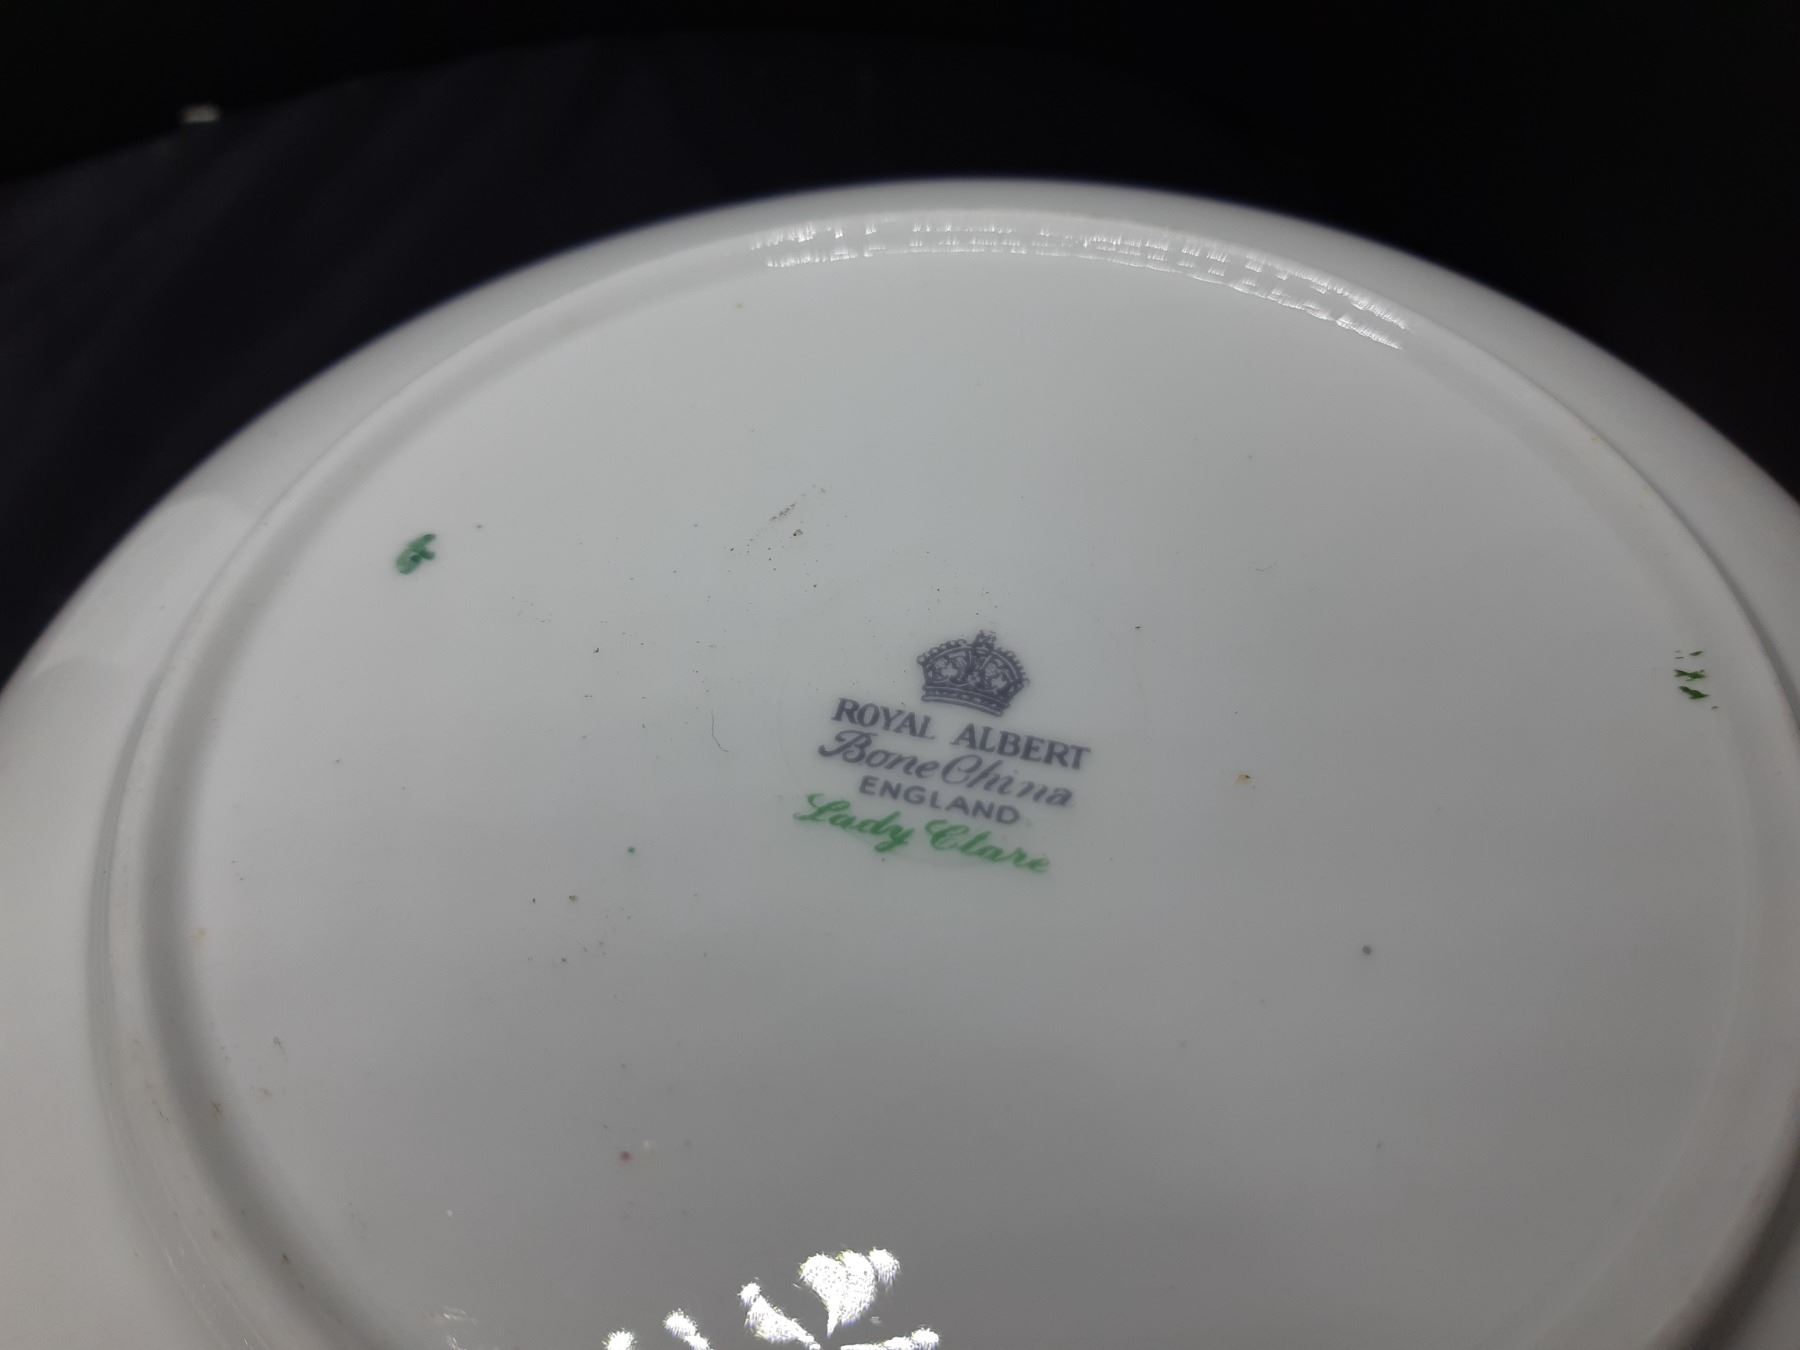 ROYAL ALBERT
Bone China
ENGLAND
Lady Clare